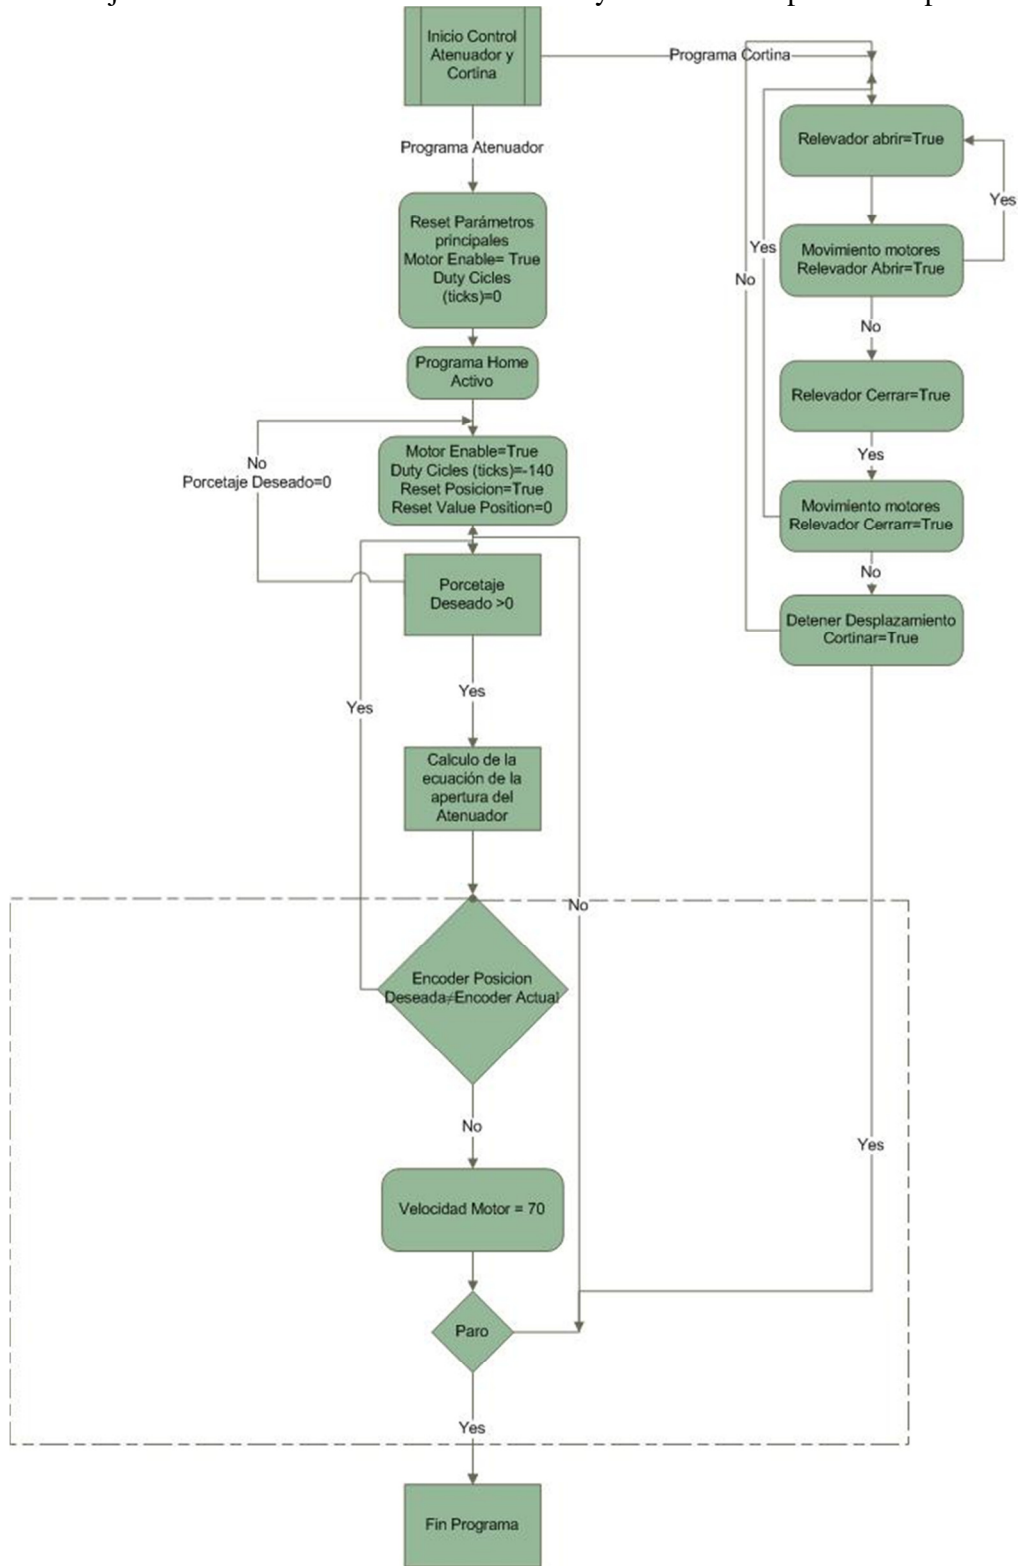 Inicio Control
Atenuador y
Cortina
Programa Cortina
Programa Atenuador
Reset Parámetros
principales
Motor Enable= True
Duty Cicles
(ticks)=0
Programa Home
Activo
Motor Enable=True
Duty Cicles (ticks)=-140
Reset Posicion=True
Reset Value Position=0
No
Porcetaje Deseado=0
Porcetaje
Deseado >0
Yes
Yes
Calculo de la
ecuación de la
apertura del
Atenuador
No
Encoder Posicion
Deseada≠Encoder Actual
No
Velocidad Motor = 70
Paro
Yes
Fin Programa
Relevador abrir=True
Yes
Movimiento motores
Relevador Abrir=True
Yes
No
No
Relevador Cerrar=True
Yes
Movimiento motores
Relevador Cerrarr=True
No
Detener Desplazamiento
Cortinar=True
Yes